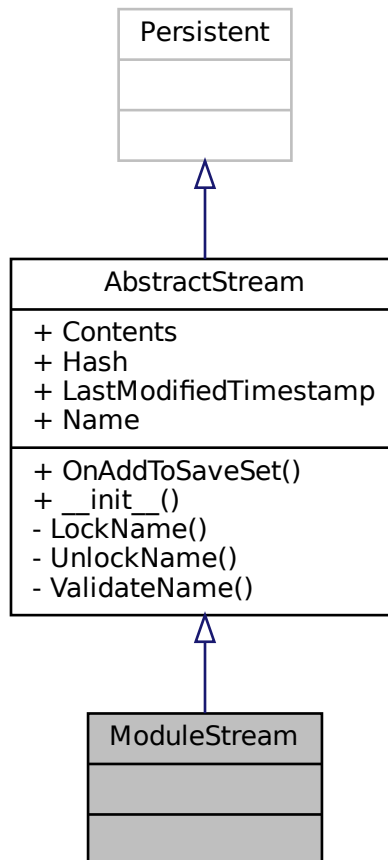 Persistent
AbstractStream
+ Contents
+ Hash
+ LastModifiedTimestamp
+ Name
+ OnAddToSaveSet()
+ __init__()
- LockName()
- UnlockName()
- ValidateName()
ModuleStream